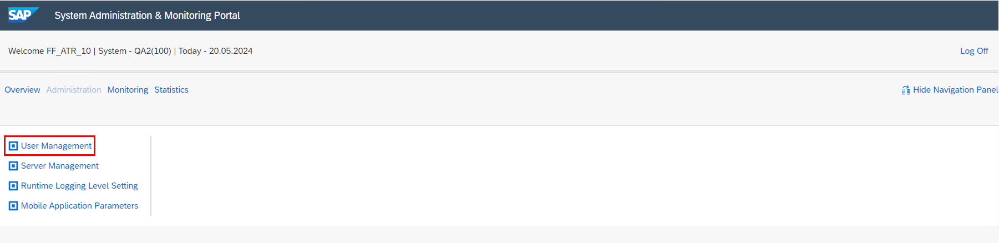 SAP System Administration & Monitoring Portal
Welcome FF_ATR_10 | System - QA2(100) | Today - 20.05.2024 Log Off
Overview Administration Monitoring Statistics Hide Navigation Panel
User Management
Server Management
Runtime Logging Level Setting
Mobile Application Parameters